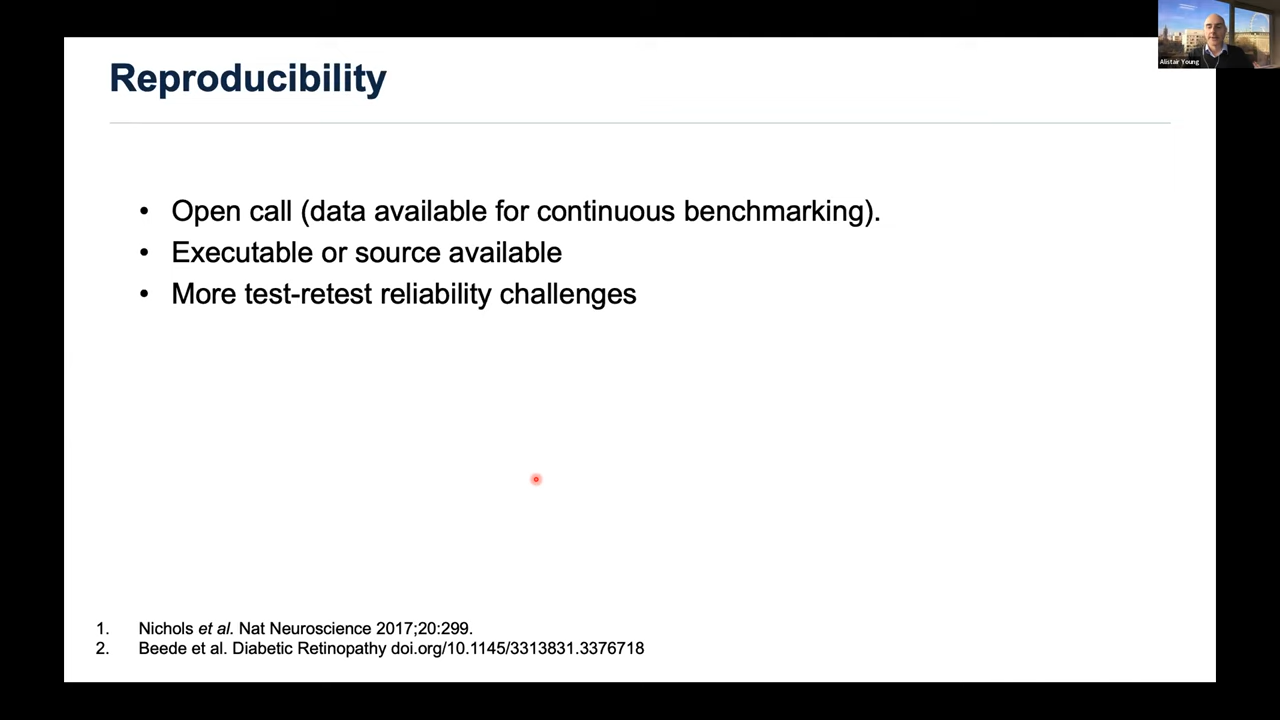 Alistair Young
Reproducibility
• Open call (data available for continuous benchmarking).
• Executable or source available
• More test-retest reliability challenges
1. Nichols et al. Nat Neuroscience 2017;20:299.
2. Beede et al. Diabetic Retinopathy doi.org/10.1145/3313831.3376718